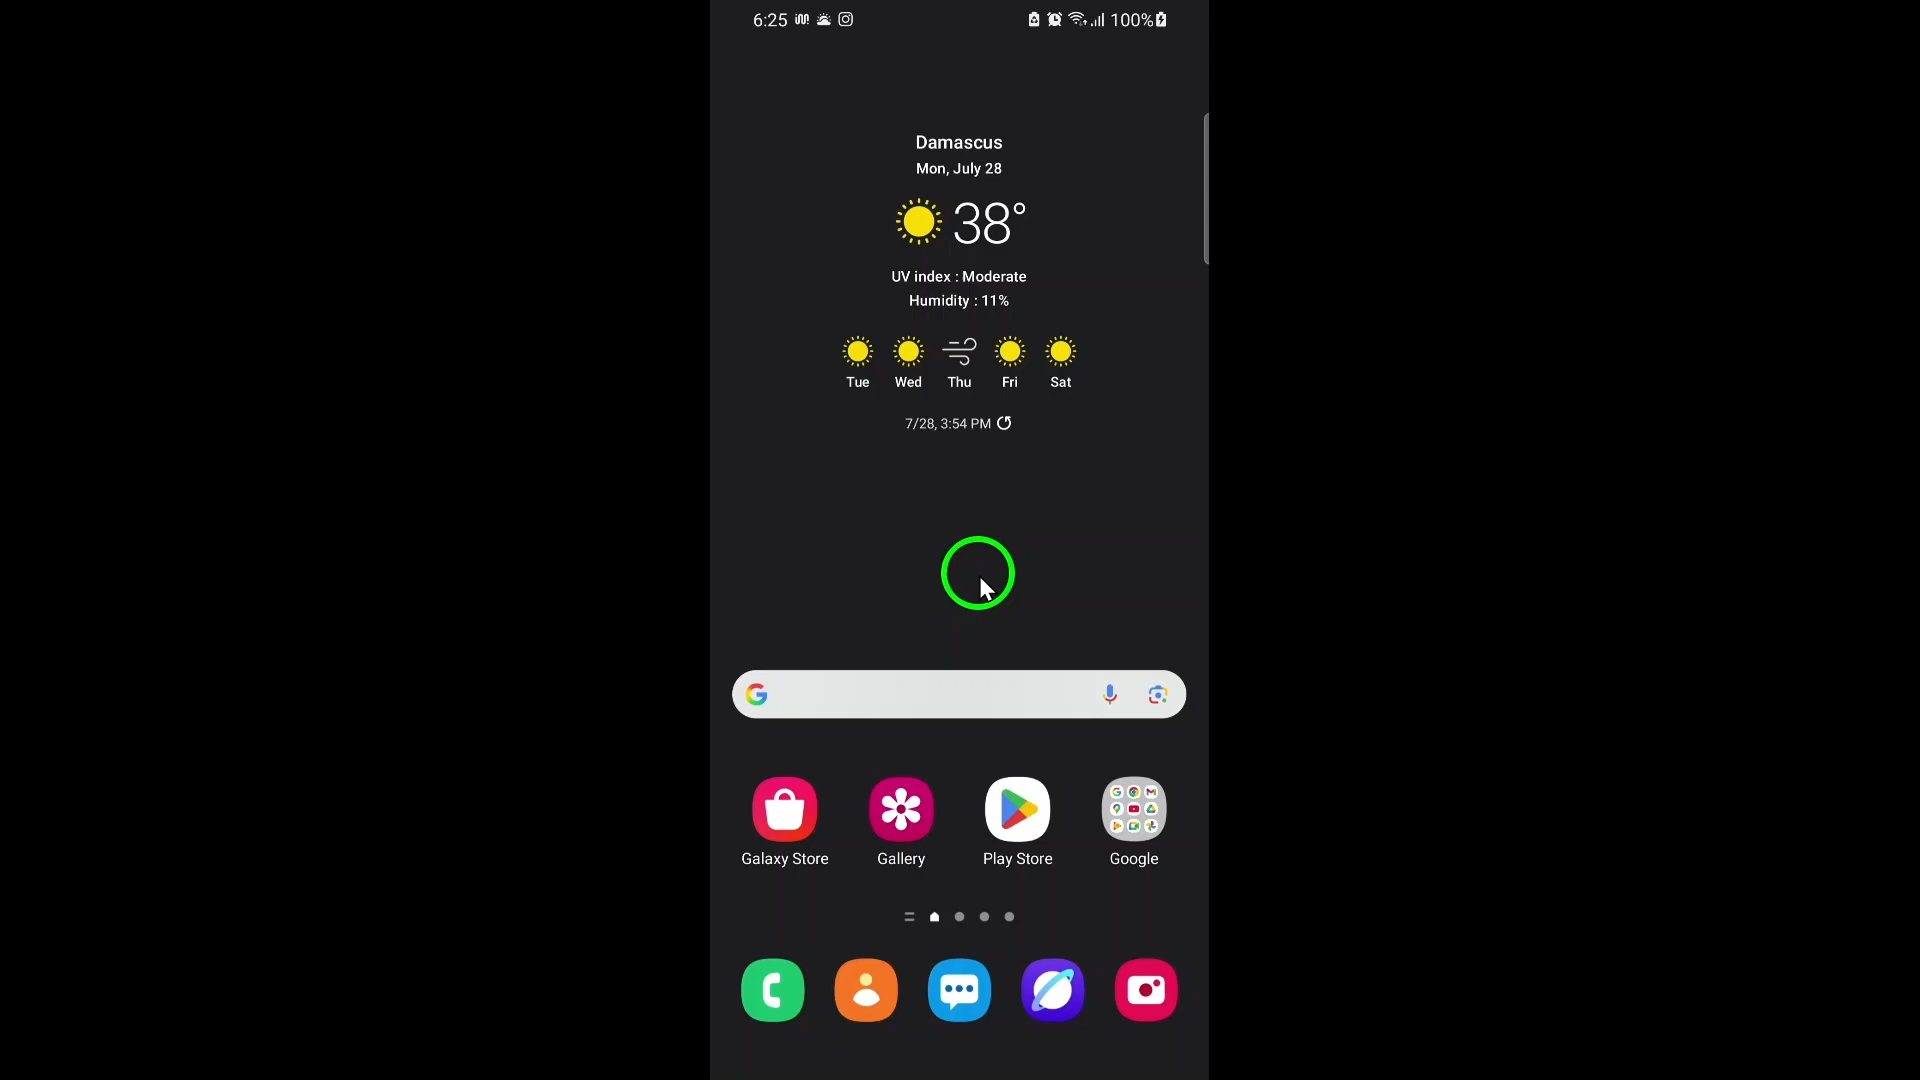 6:25
100%
Damascus
Mon, July 28
38°
UV index : Moderate
Humidity : 11%
Tue Wed Thu Fri Sat
7/28, 3:54 PM
Galaxy Store Gallery Play Store Google